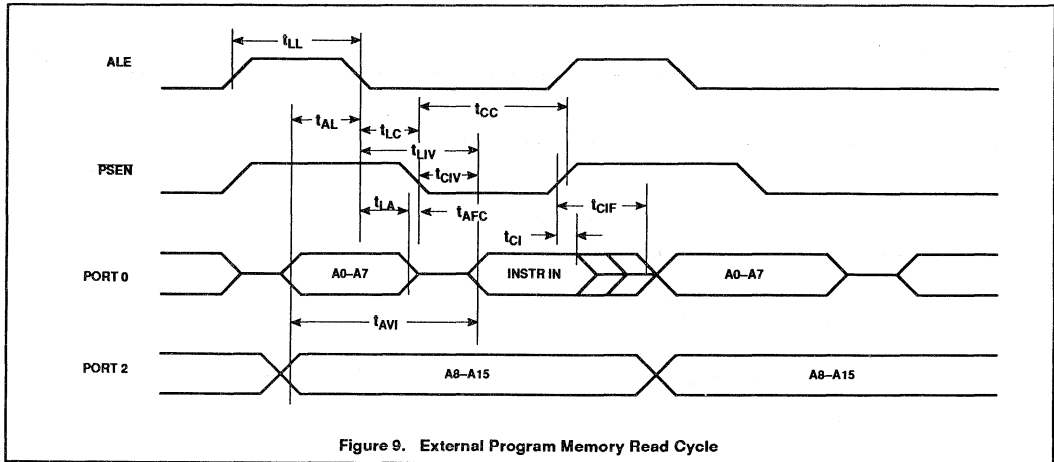 ALE
tLL
tAL
tLC
tCC
tLIV
PSEN
tCIV
tLA
tAFC
tCIF
tCI
PORT 0
A0–A7
INSTR IN
A0–A7
tAVI
PORT 2
A8–A15
A8–A15
Figure 9. External Program Memory Read Cycle